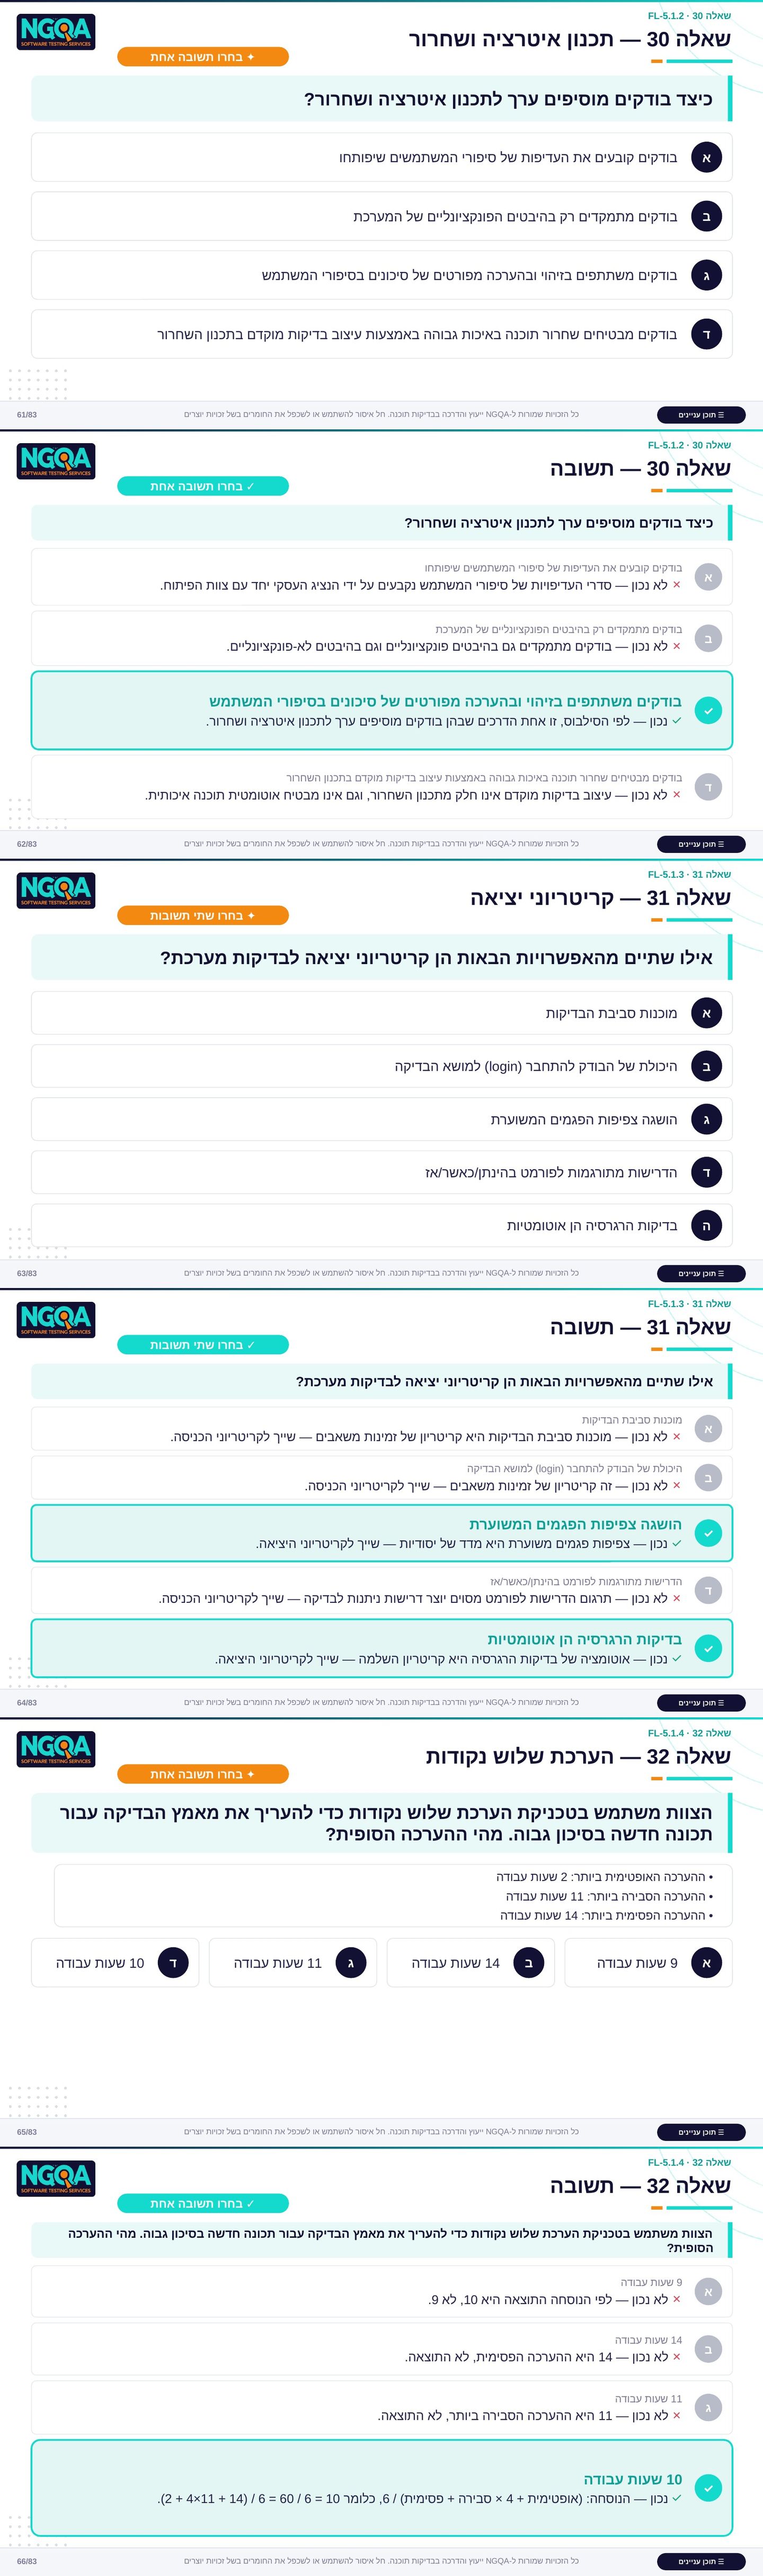 שאלה 30 · FL-5.1.2
שאלה 30 — תכנון איטרציה ושחרור
NGQA
SOFTWARE TESTING SERVICES
✦ בחרו תשובה אחת
כיצד בודקים מוסיפים ערך לתכנון איטרציה ושחרור?
א בודקים קובעים את העדיפות של סיפורי המשתמשים שיפותחו
ב בודקים מתמקדים רק בהיבטים הפונקציונליים של המערכת
ג בודקים משתתפים בזיהוי ובהערכה מפורטים של סיכונים בסיפורי המשתמש
ד בודקים מבטיחים שחרור תוכנה באיכות גבוהה באמצעות עיצוב בדיקות מוקדם בתכנון השחרור
☰ תוכן עניינים
כל הזכויות שמורות ל-NGQA ייעוץ והדרכה בבדיקות תוכנה. חל איסור להשתמש או לשכפל את החומרים בשל זכויות יוצרים
61/83
שאלה 30 · FL-5.1.2
שאלה 30 — תשובה
NGQA
SOFTWARE TESTING SERVICES
✓ בחרו תשובה אחת
כיצד בודקים מוסיפים ערך לתכנון איטרציה ושחרור?
א בודקים קובעים את העדיפות של סיפורי המשתמשים שיפותחו
✕ לא נכון — סדרי העדיפויות של סיפורי המשתמש נקבעים על ידי הנציג העסקי יחד עם צוות הפיתוח.
ב בודקים מתמקדים רק בהיבטים הפונקציונליים של המערכת
✕ לא נכון — בודקים מתמקדים גם בהיבטים פונקציונליים וגם בהיבטים לא-פונקציונליים.
✓ בודקים משתתפים בזיהוי ובהערכה מפורטים של סיכונים בסיפורי המשתמש
✓ נכון — לפי הסילבוס, זו אחת הדרכים שבהן בודקים מוסיפים ערך לתכנון איטרציה ושחרור.
ד בודקים מבטיחים שחרור תוכנה באיכות גבוהה באמצעות עיצוב בדיקות מוקדם בתכנון השחרור
✕ לא נכון — עיצוב בדיקות מוקדם אינו חלק מתכנון השחרור, וגם אינו מבטיח אוטומטית תוכנה איכותית.
☰ תוכן עניינים
כל הזכויות שמורות ל-NGQA ייעוץ והדרכה בבדיקות תוכנה. חל איסור להשתמש או לשכפל את החומרים בשל זכויות יוצרים
62/83
שאלה 31 · FL-5.1.3
שאלה 31 — קריטריוני יציאה
NGQA
SOFTWARE TESTING SERVICES
✦ בחרו שתי תשובות
אילו שתיים מהאפשרויות הבאות הן קריטריוני יציאה לבדיקות מערכת?
א מוכנות סביבת הבדיקות
ב היכולת של הבודק להתחבר (login) למושא הבדיקה
ג הושגה צפיפות הפגמים המשוערת
ד הדרישות מתורגמות לפורמט בהינתן/כאשר/אז
ה בדיקות הרגרסיה הן אוטומטיות
☰ תוכן עניינים
כל הזכויות שמורות ל-NGQA ייעוץ והדרכה בבדיקות תוכנה. חל איסור להשתמש או לשכפל את החומרים בשל זכויות יוצרים
63/83
שאלה 31 · FL-5.1.3
שאלה 31 — תשובה
NGQA
SOFTWARE TESTING SERVICES
✓ בחרו שתי תשובות
אילו שתיים מהאפשרויות הבאות הן קריטריוני יציאה לבדיקות מערכת?
א מוכנות סביבת הבדיקות
✕ לא נכון — מוכנות סביבת הבדיקות היא קריטריון של זמינות משאבים — שייך לקריטריוני הכניסה.
ב היכולת של הבודק להתחבר (login) למושא הבדיקה
✕ לא נכון — זה קריטריון של זמינות משאבים — שייך לקריטריוני הכניסה.
✓ הושגה צפיפות הפגמים המשוערת
✓ נכון — צפיפות פגמים משוערת היא מדד של יסודיות — שייך לקריטריוני היציאה.
ד הדרישות מתורגמות לפורמט בהינתן/כאשר/אז
✕ לא נכון — תרגום הדרישות לפורמט מסוים יוצר דרישות ניתנות לבדיקה — שייך לקריטריוני הכניסה.
✓ בדיקות הרגרסיה הן אוטומטיות
✓ נכון — אוטומציה של בדיקות הרגרסיה היא קריטריון השלמה — שייך לקריטריוני היציאה.
☰ תוכן עניינים
כל הזכויות שמורות ל-NGQA ייעוץ והדרכה בבדיקות תוכנה. חל איסור להשתמש או לשכפל את החומרים בשל זכויות יוצרים
64/83
שאלה 32 · FL-5.1.4
שאלה 32 — הערכת שלוש נקודות
NGQA
SOFTWARE TESTING SERVICES
✦ בחרו תשובה אחת
הצוות משתמש בטכניקת הערכת שלוש נקודות כדי להעריך את מאמץ הבדיקה עבור
תכונה חדשה בסיכון גבוה. מהי ההערכה הסופית?
• ההערכה האופטימית ביותר: 2 שעות עבודה
• ההערכה הסבירה ביותר: 11 שעות עבודה
• ההערכה הפסימית ביותר: 14 שעות עבודה
א 9 שעות עבודה
ב 14 שעות עבודה
ג 11 שעות עבודה
ד 10 שעות עבודה
☰ תוכן עניינים
כל הזכויות שמורות ל-NGQA ייעוץ והדרכה בבדיקות תוכנה. חל איסור להשתמש או לשכפל את החומרים בשל זכויות יוצרים
65/83
שאלה 32 · FL-5.1.4
שאלה 32 — תשובה
NGQA
SOFTWARE TESTING SERVICES
✓ בחרו תשובה אחת
הצוות משתמש בטכניקת הערכת שלוש נקודות כדי להעריך את מאמץ הבדיקה עבור תכונה חדשה בסיכון גבוה. מהי ההערכה
הסופית?
א 9 שעות עבודה
✕ לא נכון — לפי הנוסחה התוצאה היא 10, לא 9.
ב 14 שעות עבודה
✕ לא נכון — 14 היא ההערכה הפסימית, לא התוצאה.
ג 11 שעות עבודה
✕ לא נכון — 11 היא ההערכה הסבירה ביותר, לא התוצאה.
✓ 10 שעות עבודה
✓ נכון — הנוסחה: (אופטימית + 4 × סבירה + פסימית) / 6, כלומר 10 = 6 / 60 = 6 / (14 + 11×4 + 2).
☰ תוכן עניינים
כל הזכויות שמורות ל-NGQA ייעוץ והדרכה בבדיקות תוכנה. חל איסור להשתמש או לשכפל את החומרים בשל זכויות יוצרים
66/83